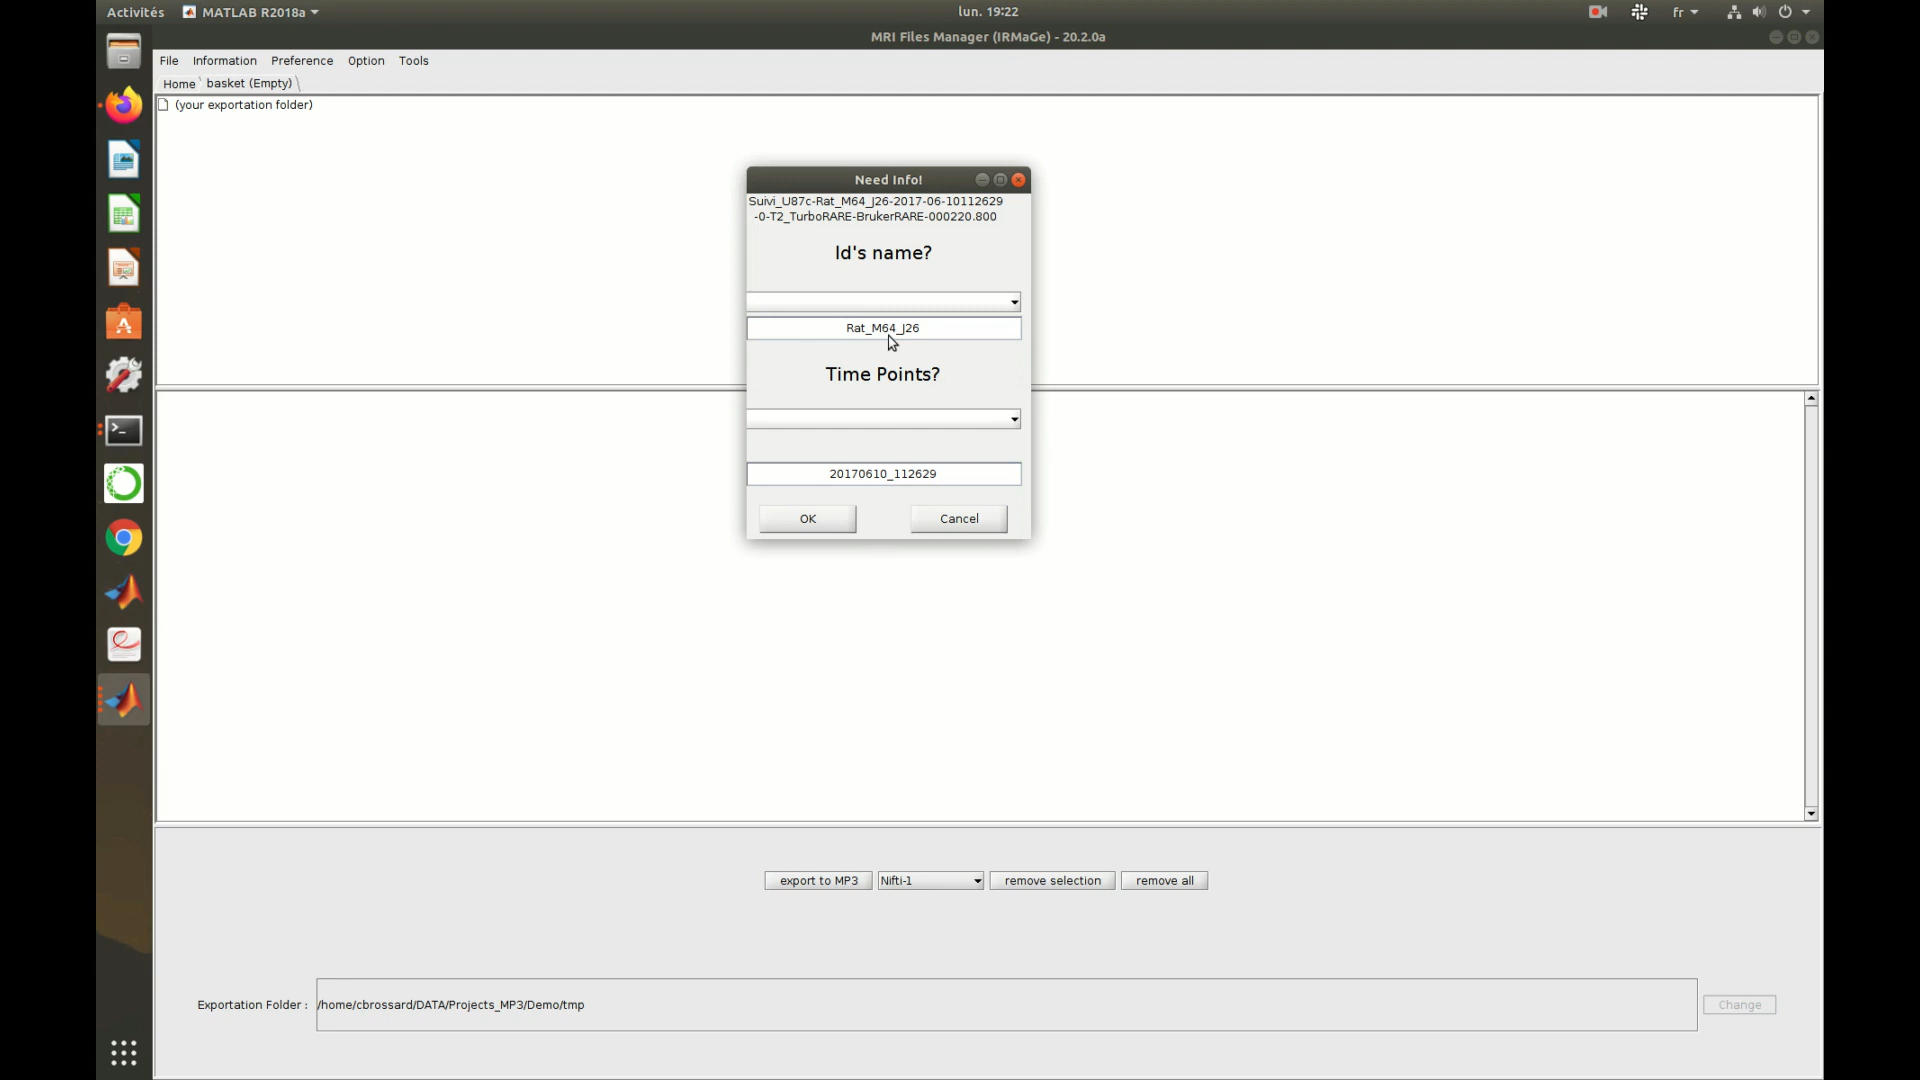 Activités MATLAB R2018a lun. 19:22 fr
MRI Files Manager (IRMaGe) - 20.2.0a
File Information Preference Option Tools
Home basket (Empty)
(your exportation folder)
Need Info!
Suivi_U87c-Rat_M64_J26-2017-06-10112629
-0-T2_TurboRARE-BrukerRARE-000220.800
Id's name?
Rat_M64_J26
Time Points?
20170610_112629
OK Cancel
export to MP3 Nifti-1 remove selection remove all
Exportation Folder : /home/cbrossard/DATA/Projects_MP3/Demo/tmp Change